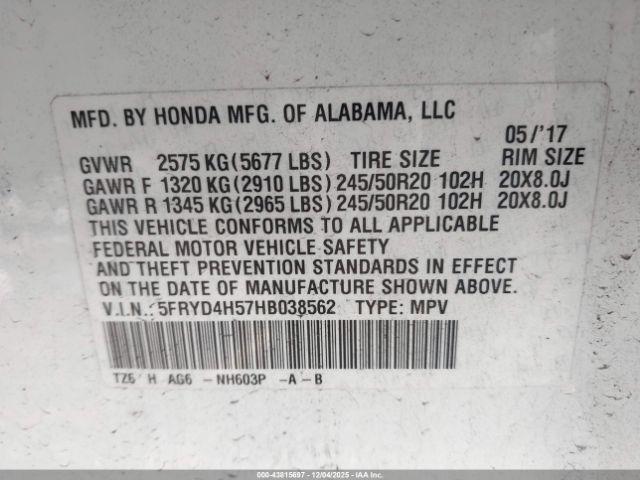 MFD. BY HONDA MFG. OF ALABAMA, LLC
05/'17
GVWR 2575 KG(5677 LBS) TIRE SIZE RIM SIZE
GAWR F 1320 KG(2910 LBS) 245/50R20 102H 20X8.0J
GAWR R 1345 KG(2965 LBS) 245/50R20 102H 20X8.0J
THIS VEHICLE CONFORMS TO ALL APPLICABLE
FEDERAL MOTOR VEHICLE SAFETY
AND THEFT PREVENTION STANDARDS IN EFFECT
ON THE DATE OF MANUFACTURE SHOWN ABOVE.
V.I.N.: 5FRYD4H57HB038562 TYPE: MPV
TZ6 H AG6 -NH603P -A -B
000-43815697 - 12/04/2025 - IAAI.com